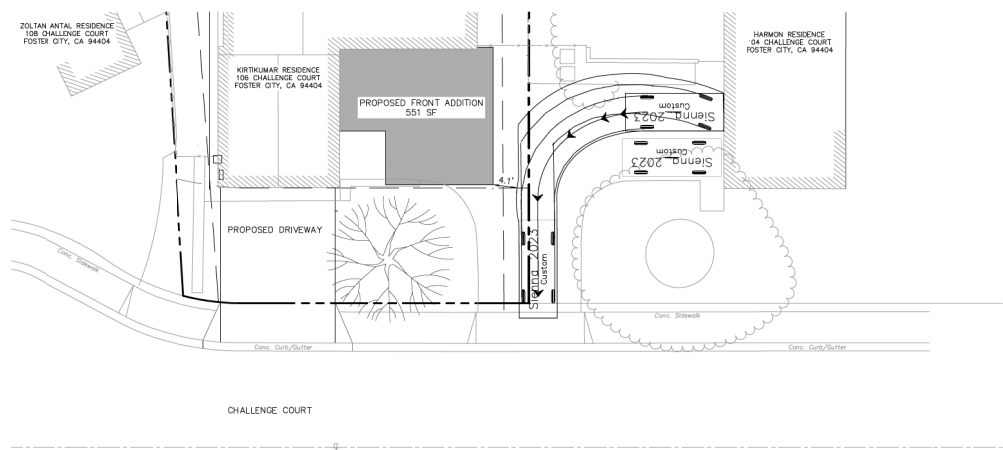 ZOLTAN ANTAL RESIDENCE
108 CHALLENGE COURT
FOSTER CITY, CA 94404
KIRTIKUMAR RESIDENCE
106 CHALLENGE COURT
FOSTER CITY, CA 94404
PROPOSED FRONT ADDITION
551 SF
HARMON RESIDENCE
04 CHALLENGE COURT
FOSTER CITY, CA 94404
Sienna 2023
Custom
Sienna 2023
Custom
4.1'
PROPOSED DRIVEWAY
Sienna 2023
Custom
Conc. Sidewalk
Conc. Sidewalk
Conc. Curb/Gutter
Conc. Curb/Gutter
CHALLENGE COURT